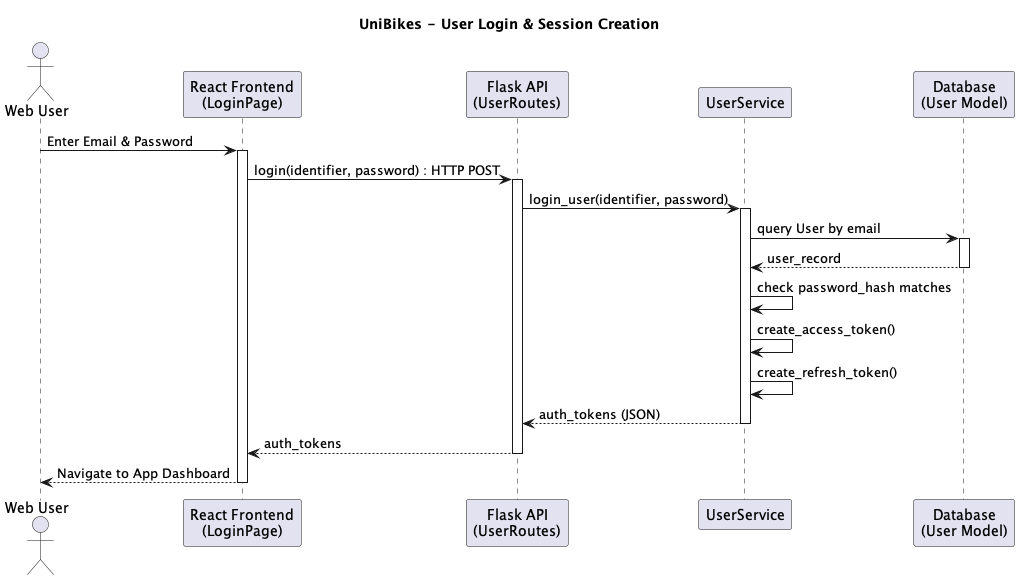 UniBikes – User Login & Session Creation
Web User
React Frontend
(LoginPage)
Flask API
(UserRoutes)
UserService
Database
(User Model)
Enter Email & Password
login(identifier, password) : HTTP POST
login_user(identifier, password)
query User by email
user_record
check password_hash matches
create_access_token()
create_refresh_token()
auth_tokens (JSON)
auth_tokens
Navigate to App Dashboard
Web User
React Frontend
(LoginPage)
Flask API
(UserRoutes)
UserService
Database
(User Model)